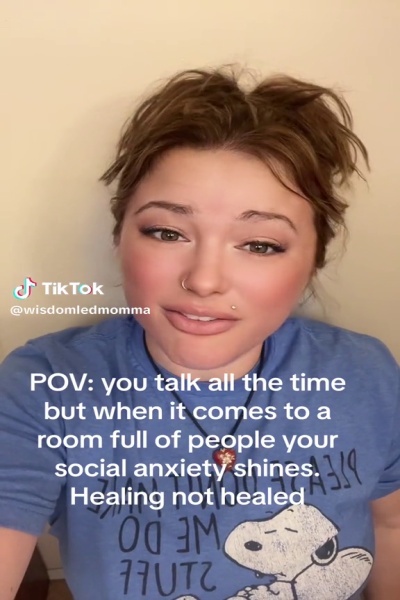 TikTok
@wisdomledmomma
POV: you talk all the time
but when it comes to a
room full of people your
social anxiety shines.
Healing not healed
PLEASE DON'T MAKE
ME DO
STUFF